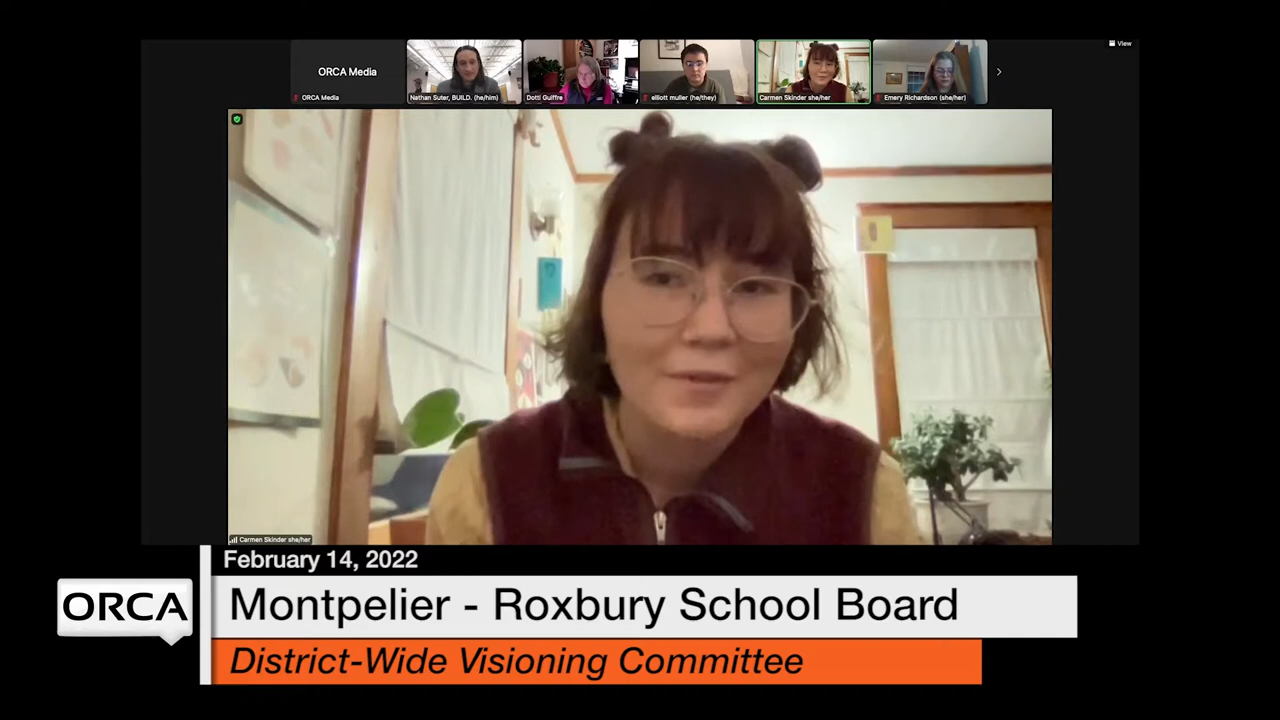 View
ORCA Media
ORCA Media
Nathan Suter, BUILD. (he/him)
Dotti Guiffre
elliott muller (he/they)
Carmen Skinder she/her
Emery Richardson (she/her)
Carmen Skinder she/her
February 14, 2022
ORCA
Montpelier - Roxbury School Board
District-Wide Visioning Committee